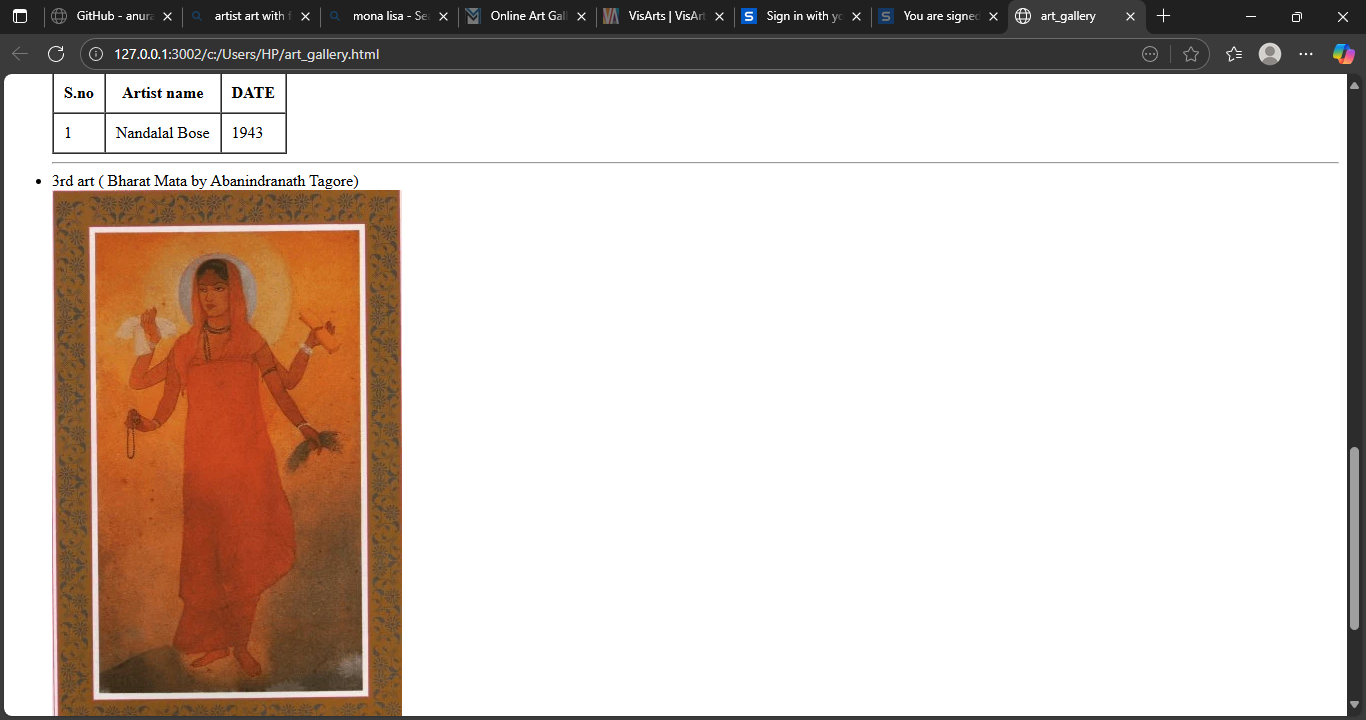 GitHub - anura
artist art with f
mona lisa - Se
Online Art Gall
VisArts | VisArt
Sign in with yo
You are signed
art_gallery
127.0.0.1:3002/c:/Users/HP/art_gallery.html
S.no Artist name DATE
1 Nandalal Bose 1943
3rd art ( Bharat Mata by Abanindranath Tagore)